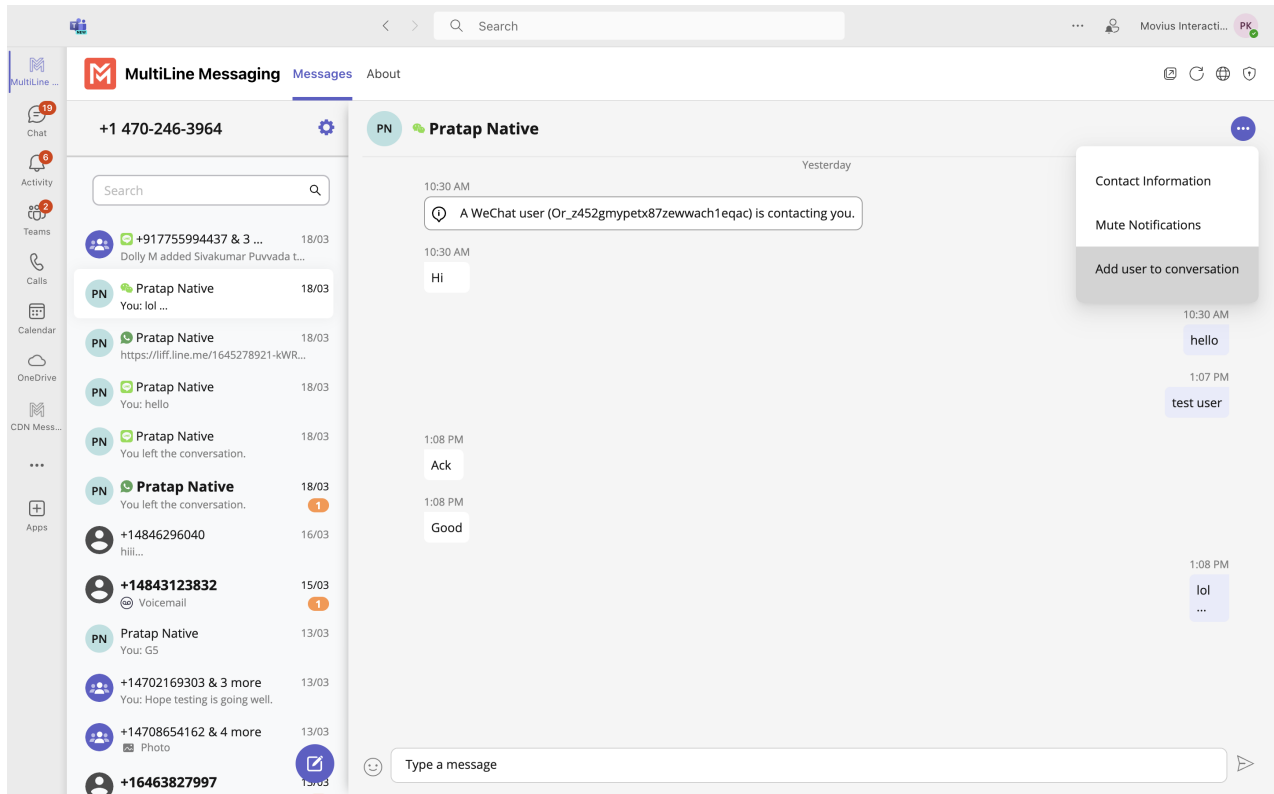 NEW
Search
Movius Interacti...
PK
MultiLine ...
19
Chat
6
Activity
2
Teams
Calls
Calendar
OneDrive
CDN Mess...
Apps
MultiLine Messaging
Messages
About
+1 470-246-3964
Search
+917755994437 & 3 ...
18/03
Dolly M added Sivakumar Puvvada t...
PN
Pratap Native
18/03
You: lol ...
PN
Pratap Native
18/03
https://liff.line.me/1645278921-kWR...
PN
Pratap Native
18/03
You: hello
PN
Pratap Native
18/03
You left the conversation.
PN
Pratap Native
18/03
You left the conversation.
1
+14846296040
16/03
hiii...
+14843123832
15/03
Voicemail
1
PN
Pratap Native
13/03
You: G5
+14702169303 & 3 more
13/03
You: Hope testing is going well.
+14708654162 & 4 more
13/03
Photo
+16463827997
13/03
PN
Pratap Native
Yesterday
10:30 AM
A WeChat user (Or_z452gmypetx87zewwach1eqac) is contacting you.
10:30 AM
Hi
Contact Information
Mute Notifications
Add user to conversation
10:30 AM
hello
1:07 PM
test user
1:08 PM
Ack
1:08 PM
Good
1:08 PM
lol
...
Type a message